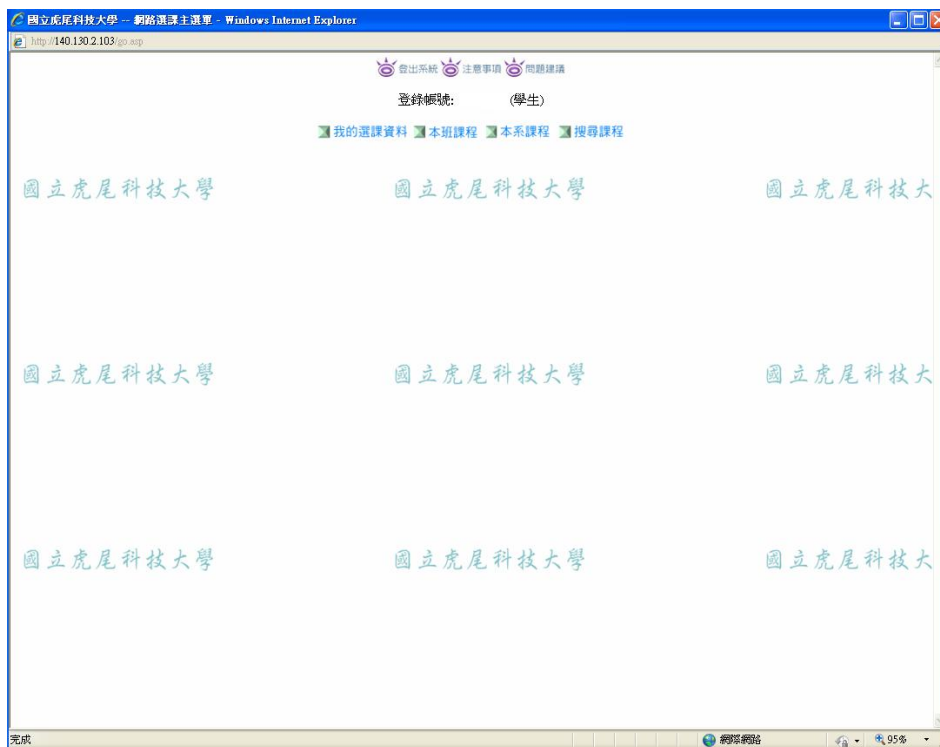 國立虎尾科技大學 -- 網路選課主選單 - Windows Internet Explorer
http://140.130.2.103/go.asp
登出系統 注意事項 問題建議
登錄帳號: (學生)
我的選課資料 本班課程 本系課程 搜尋課程
國立虎尾科技大學 國立虎尾科技大學 國立虎尾科技大
國立虎尾科技大學 國立虎尾科技大學 國立虎尾科技大
國立虎尾科技大學 國立虎尾科技大學 國立虎尾科技大
完成 網際網路 95%